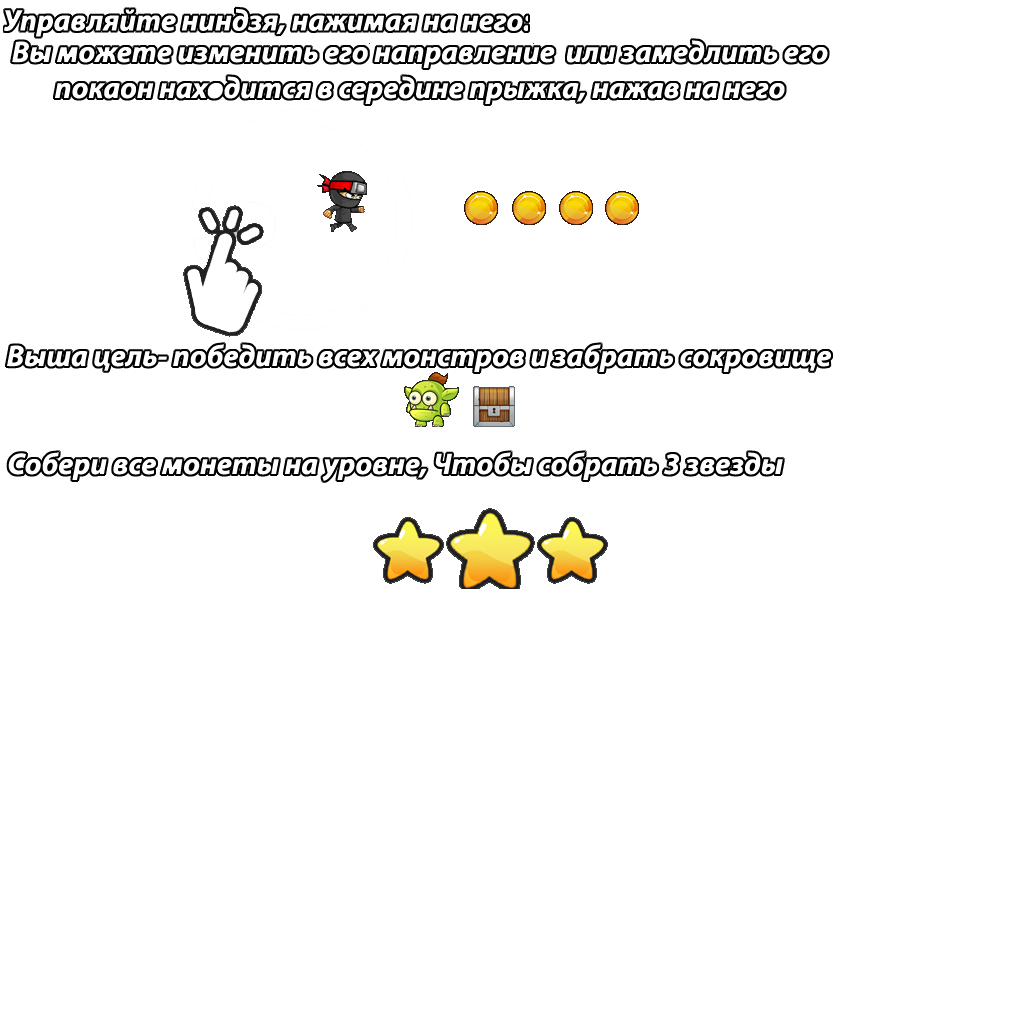 Управляйте ниндзя, нажимая на него:
Вы можете изменить его направление или замедлить его
покаон находится в середине прыжка, нажав на него
Выша цель- победить всех монстров и забрать сокровище
Собери все монеты на уровне, Чтобы собрать 3 звезды